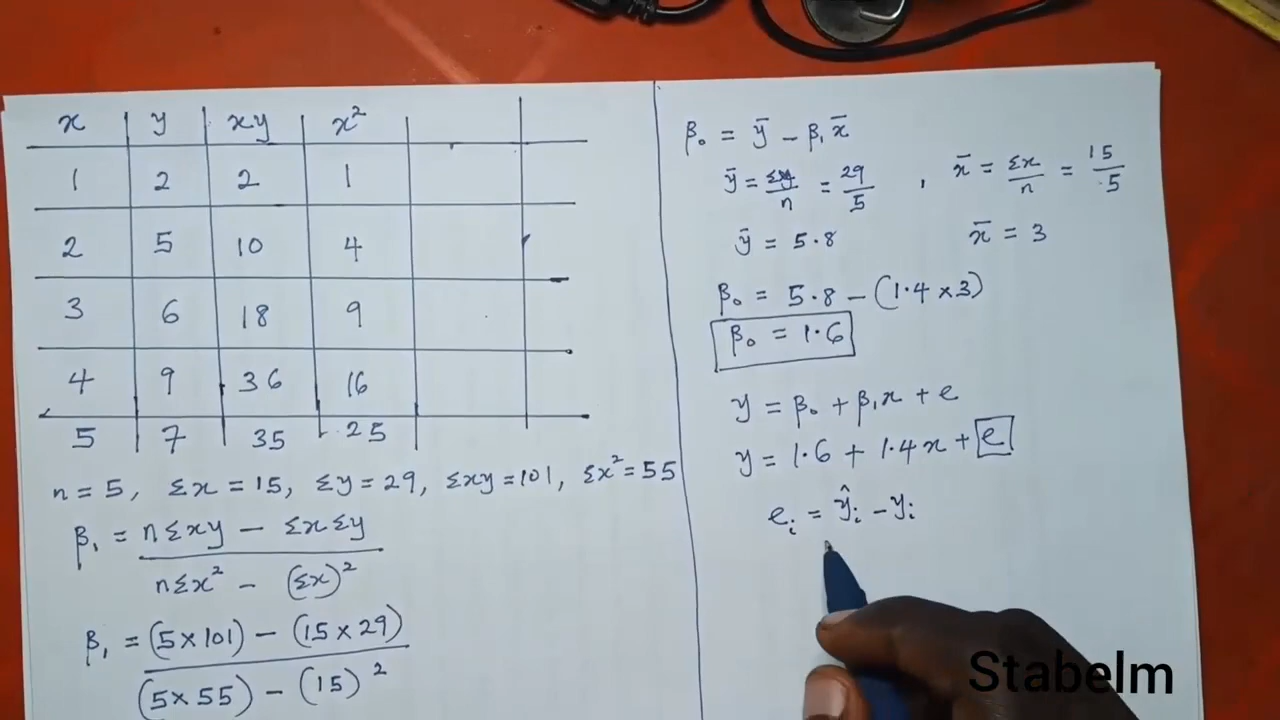 x y xy x²
1 2 2 1
2 5 10 4
3 6 18 9
4 9 36 16
5 7 35 25
n = 5, Σx = 15, Σy = 29, Σxy = 101, Σx² = 55
β₁ = nΣxy − ΣxΣy
nΣx² − (Σx)²
β₁ = (5×101) − (15×29)
(5×55) − (15)²
β₀ = ȳ − β₁x̄
ȳ = Σy/n = 29/5 , x̄ = Σx/n = 15/5
ȳ = 5.8 x̄ = 3
β₀ = 5.8 − (1.4×3)
β₀ = 1.6
y = β₀ + β₁x + e
y = 1.6 + 1.4x + e
eᵢ = ŷᵢ − yᵢ
Stabelm